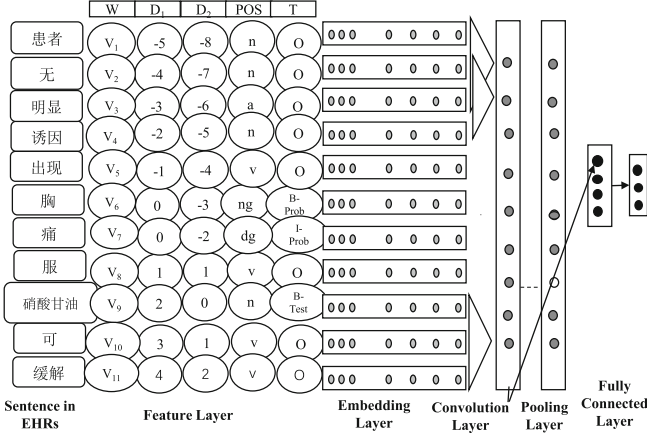 W D₁ D₂ POS T
患者 V₁ -5 -8 n O
无 V₂ -4 -7 n O
明显 V₃ -3 -6 a O
诱因 V₄ -2 -5 n O
出现 V₅ -1 -4 v O
胸 V₆ 0 -3 ng B-Prob
痛 V₇ 0 -2 dg I-Prob
服 V₈ 1 1 v O
硝酸甘油 V₉ 2 0 n B-Test
可 V₁₀ 3 1 v O
缓解 V₁₁ 4 2 v O
Sentence in
EHRs
Feature Layer
Embedding
Layer
Convolution
Layer
Pooling
Layer
Fully
Connected
Layer